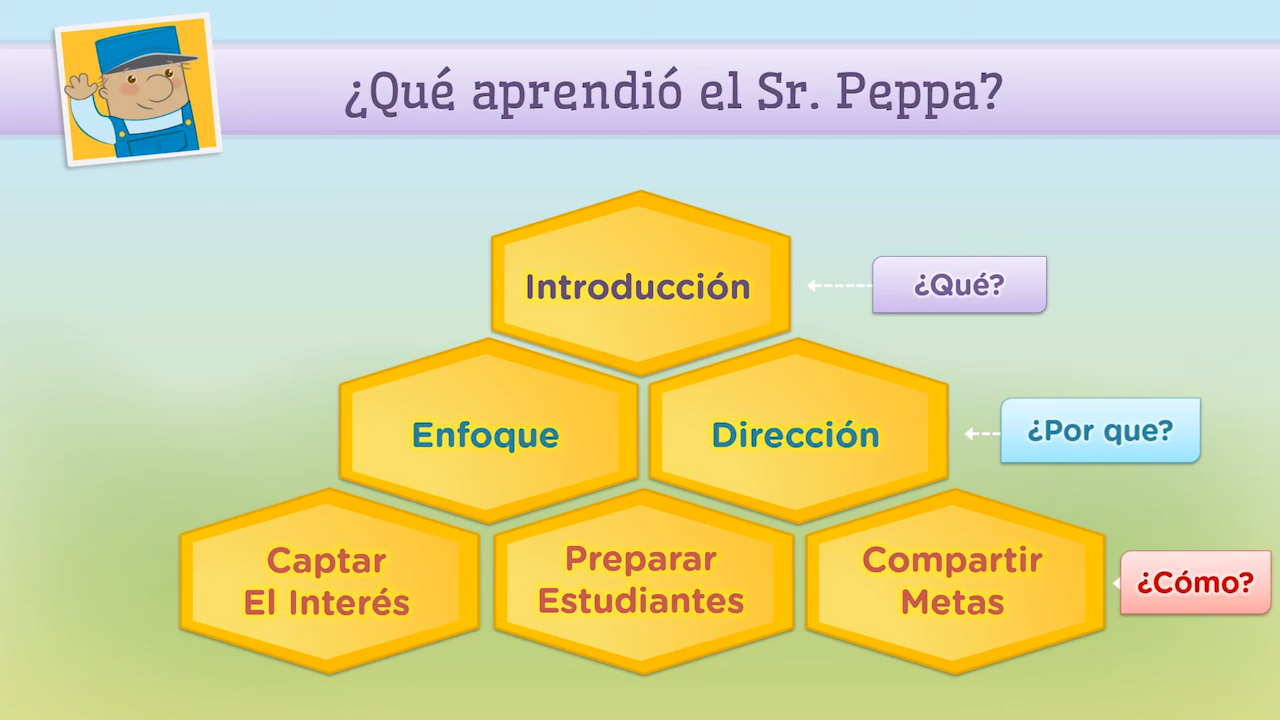 ¿Qué aprendió el Sr. Peppa?
Introducción
¿Qué?
Enfoque
Dirección
¿Por que?
Captar
El Interés
Preparar
Estudiantes
Compartir
Metas
¿Cómo?